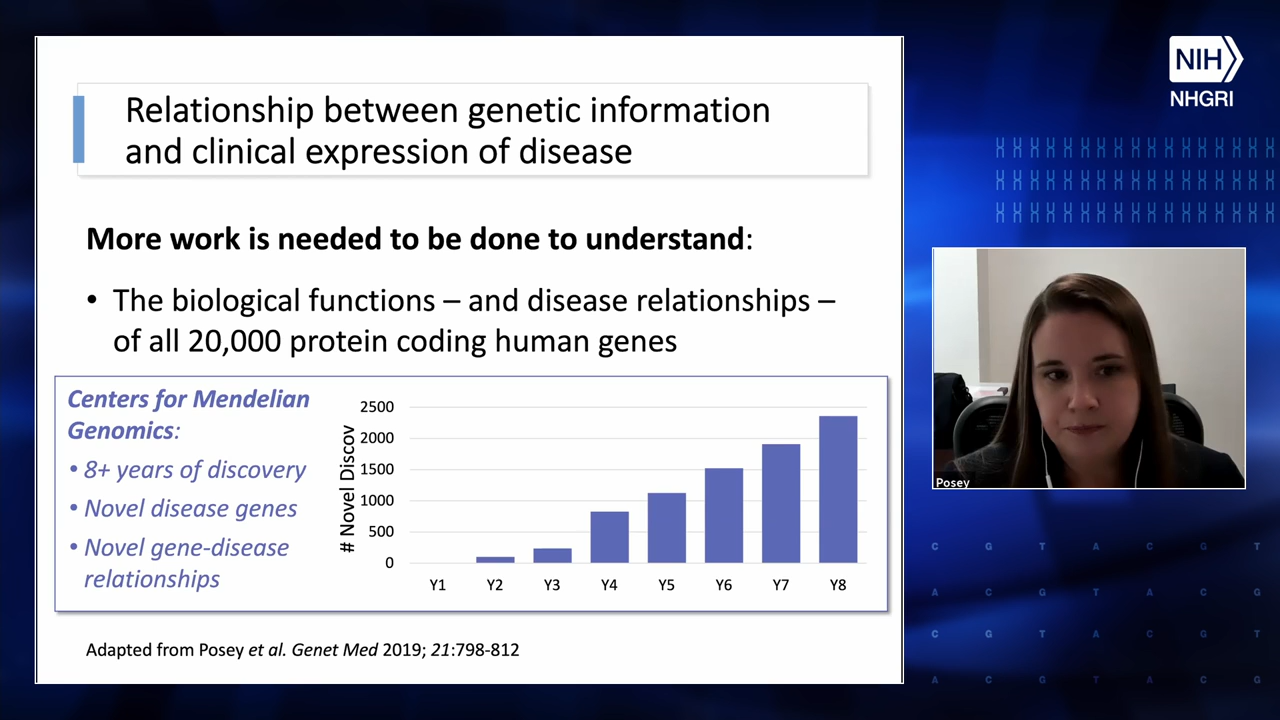 NIH
NHGRI
Relationship between genetic information
and clinical expression of disease
More work is needed to be done to understand:
• The biological functions – and disease relationships –
of all 20,000 protein coding human genes
Centers for Mendelian
Genomics:
• 8+ years of discovery
• Novel disease genes
• Novel gene-disease
relationships
# Novel Discov
2500
2000
1500
1000
500
0
Y1 Y2 Y3 Y4 Y5 Y6 Y7 Y8
Adapted from Posey et al. Genet Med 2019; 21:798-812
Posey
C G T A C G T
A C G T A C G
C G T A C G T
A C G T A C G